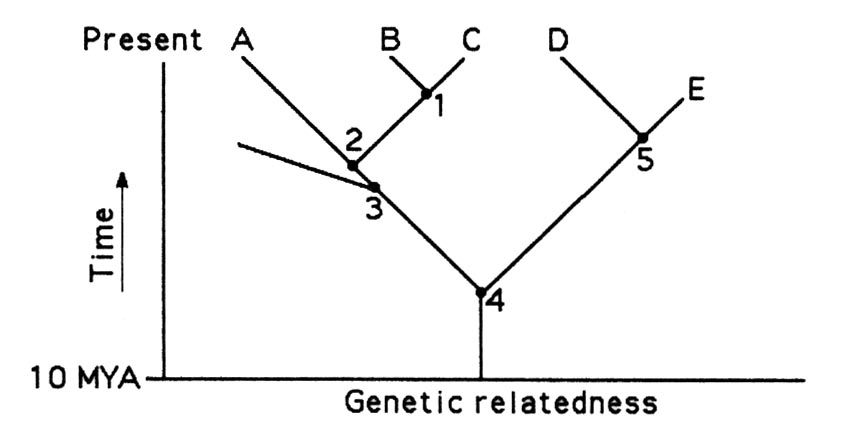 Present A B C D
E
1
2
5
3
Time
4
10 MYA
Genetic relatedness